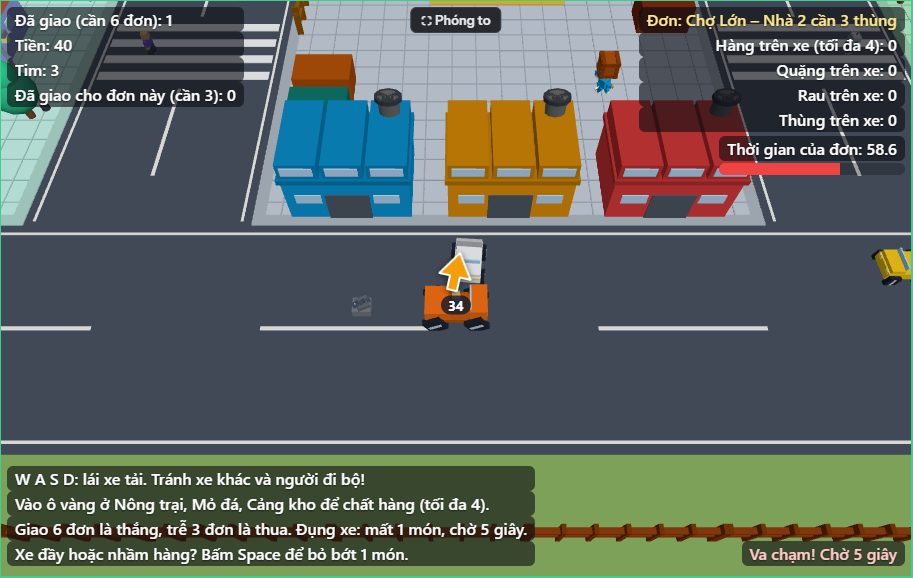 Đã giao (cần 6 đơn): 1
Tiền: 40
Tim: 3
Đã giao cho đơn này (cần 3): 0
Phóng to
Đơn: Chợ Lớn – Nhà 2 cần 3 thùng
Hàng trên xe (tối đa 4): 0
Quặng trên xe: 0
Rau trên xe: 0
Thùng trên xe: 0
Thời gian của đơn: 58.6
34
W A S D: lái xe tải. Tránh xe khác và người đi bộ!
Vào ô vàng ở Nông trại, Mỏ đá, Cảng kho để chất hàng (tối đa 4).
Giao 6 đơn là thắng, trễ 3 đơn là thua. Đụng xe: mất 1 món, chờ 5 giây.
Xe đầy hoặc nhầm hàng? Bấm Space để bỏ bớt 1 món.
Va chạm! Chờ 5 giây